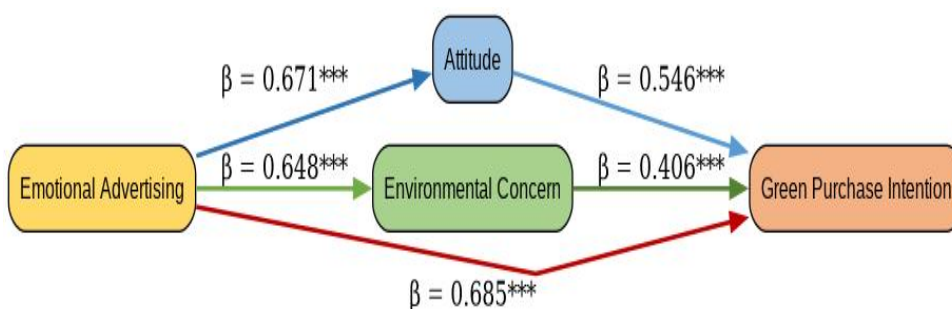 Attitude
β = 0.671***
β = 0.546***
Emotional Advertising
β = 0.648***
Environmental Concern
β = 0.406***
Green Purchase Intention
β = 0.685***